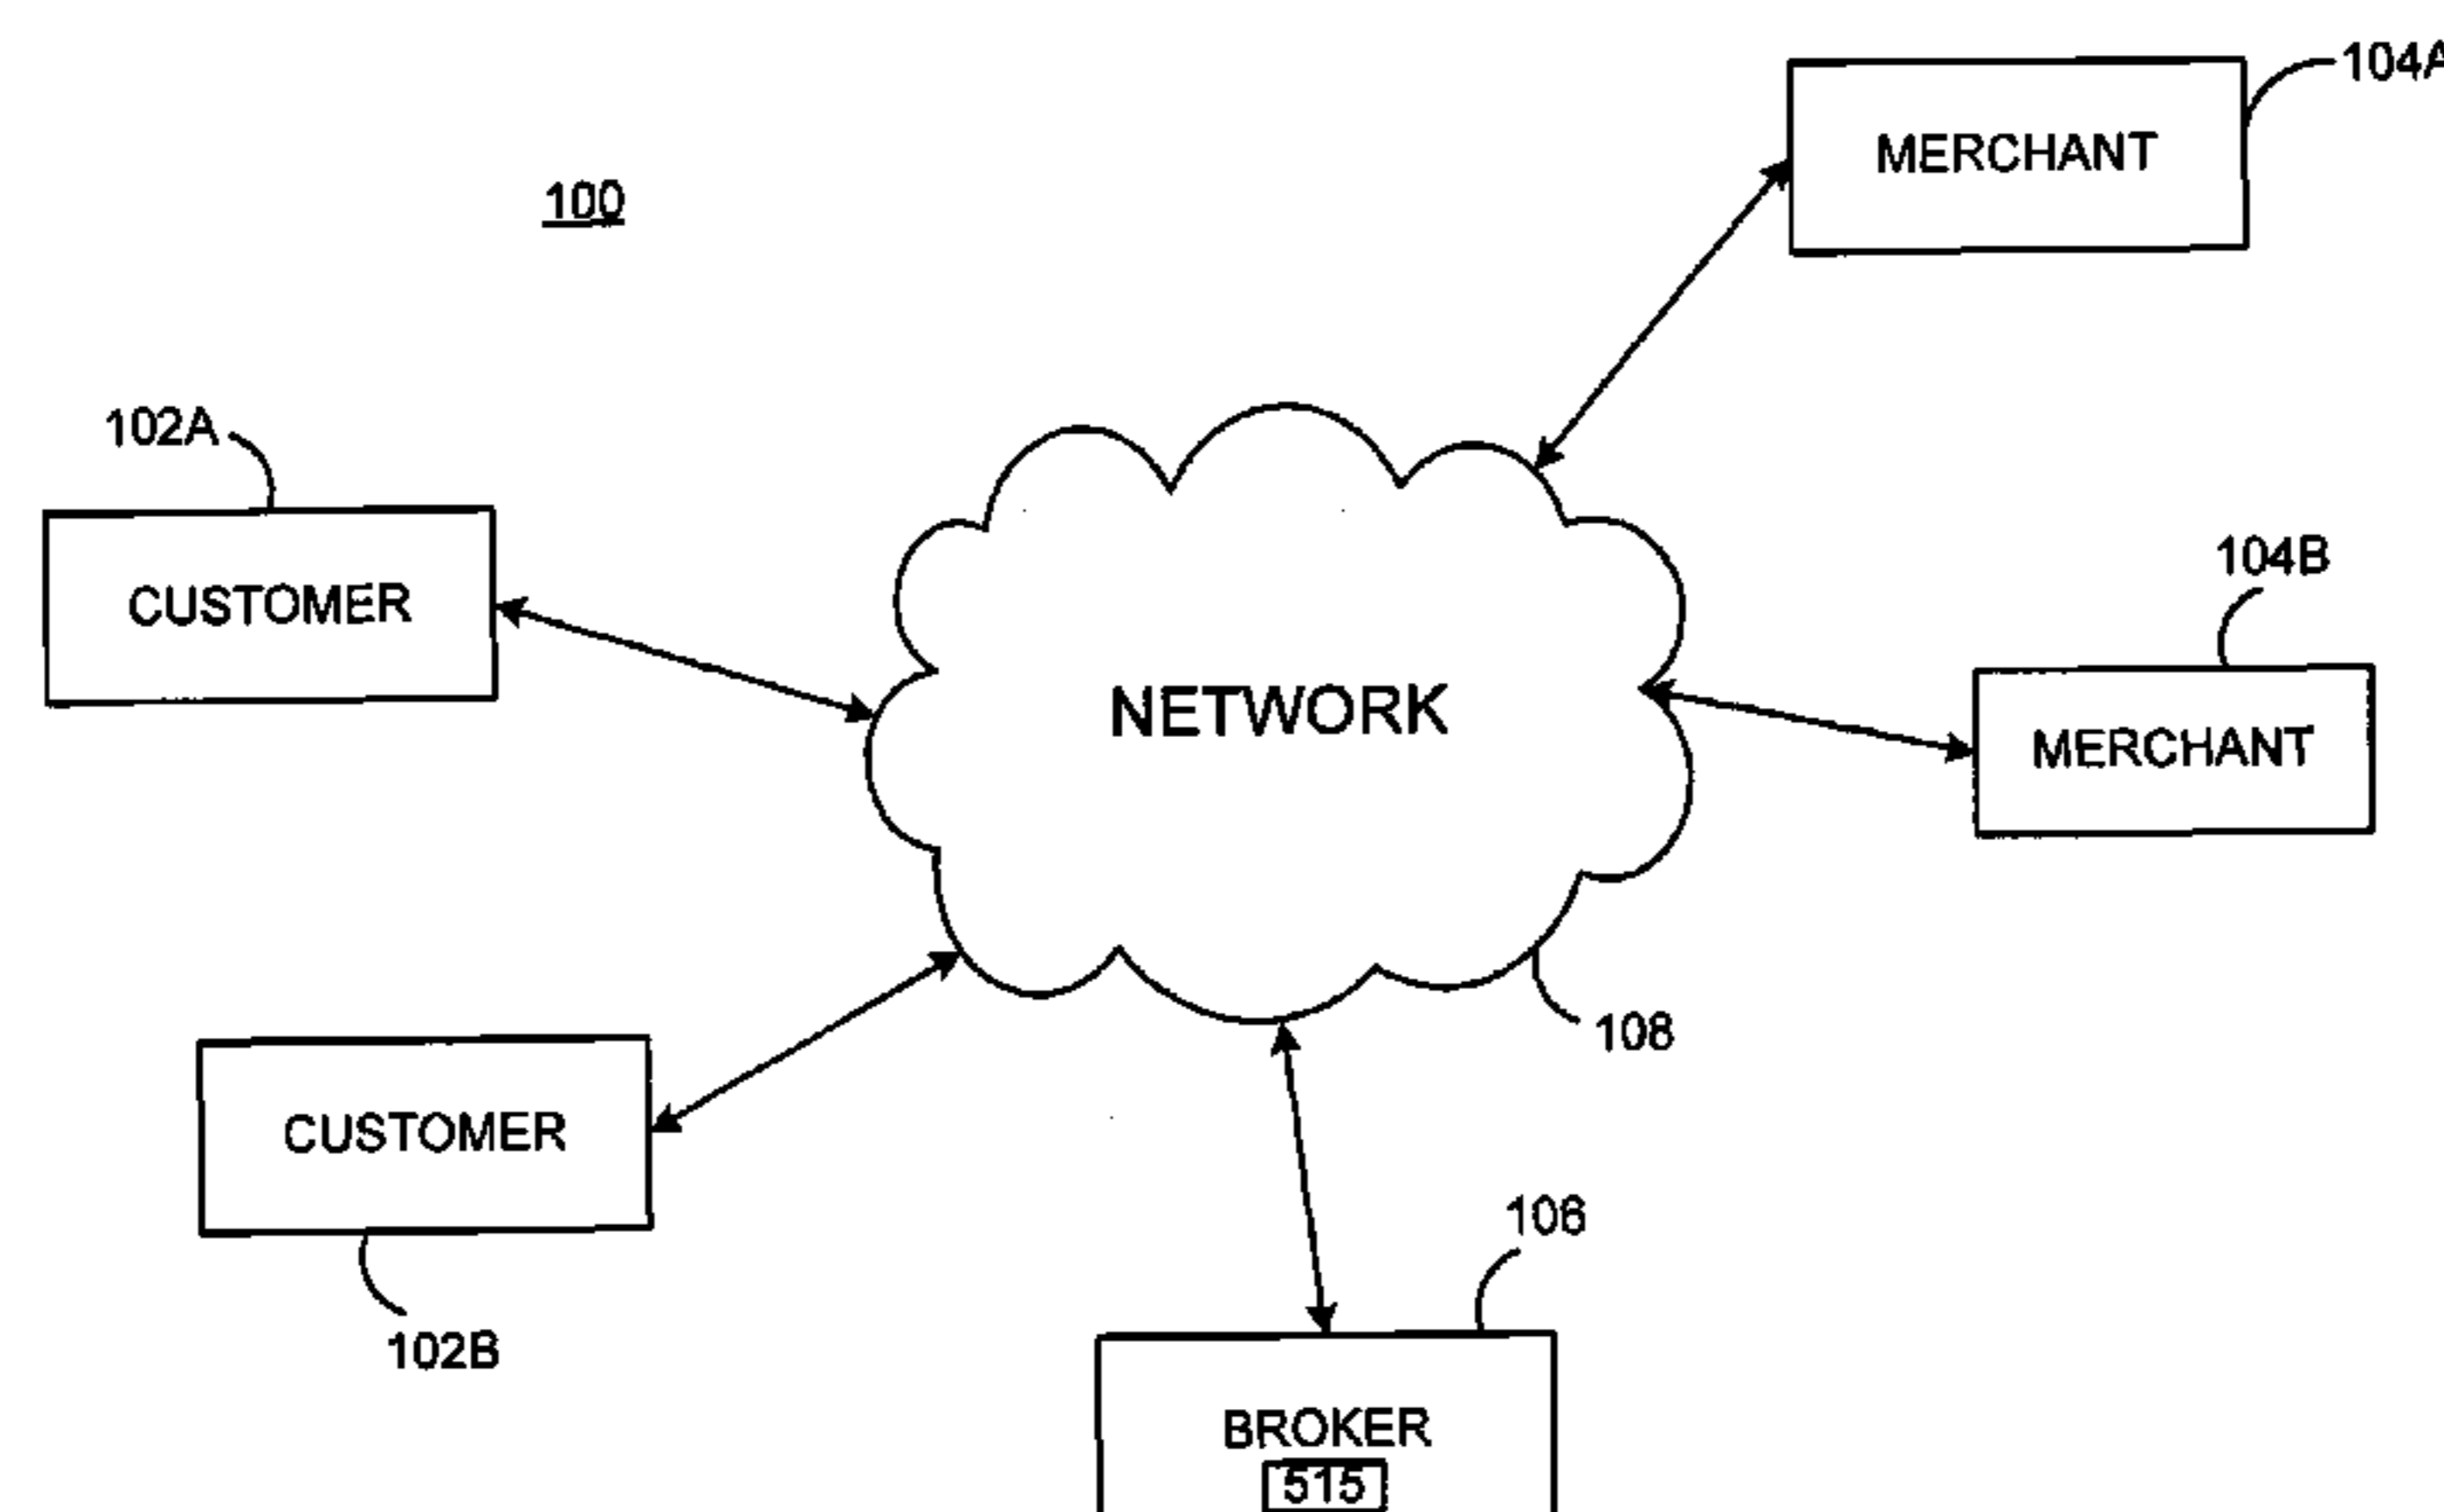 104A
MERCHANT
100
102A
CUSTOMER
104B
NETWORK
MERCHANT
108
CUSTOMER
106
102B
BROKER
515